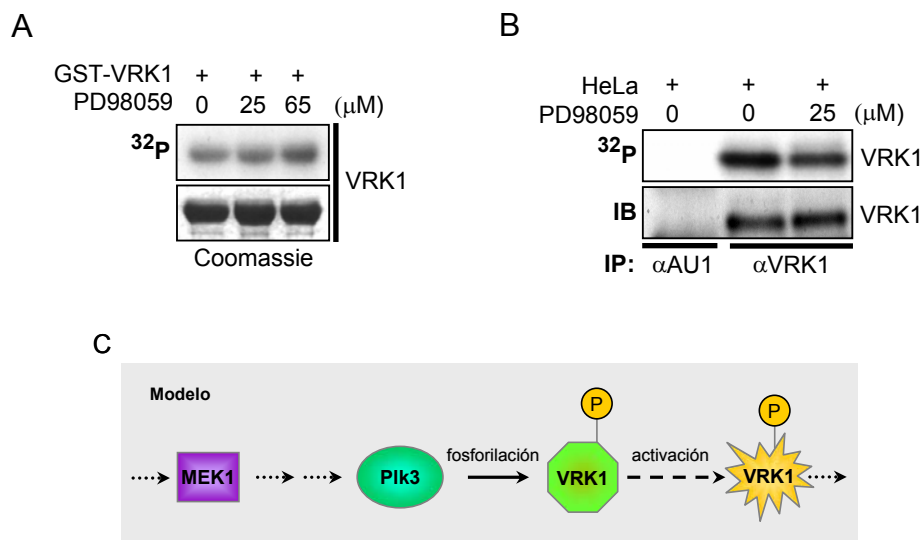 A
GST-VRK1 + + +
PD98059 0 25 65 (μM)
32P
VRK1
Coomassie
B
HeLa + + +
PD98059 0 0 25 (μM)
32P VRK1
IB VRK1
IP: αAU1 αVRK1
C
Modelo
MEK1
Plk3
fosforilación
P
VRK1
activación
P
VRK1